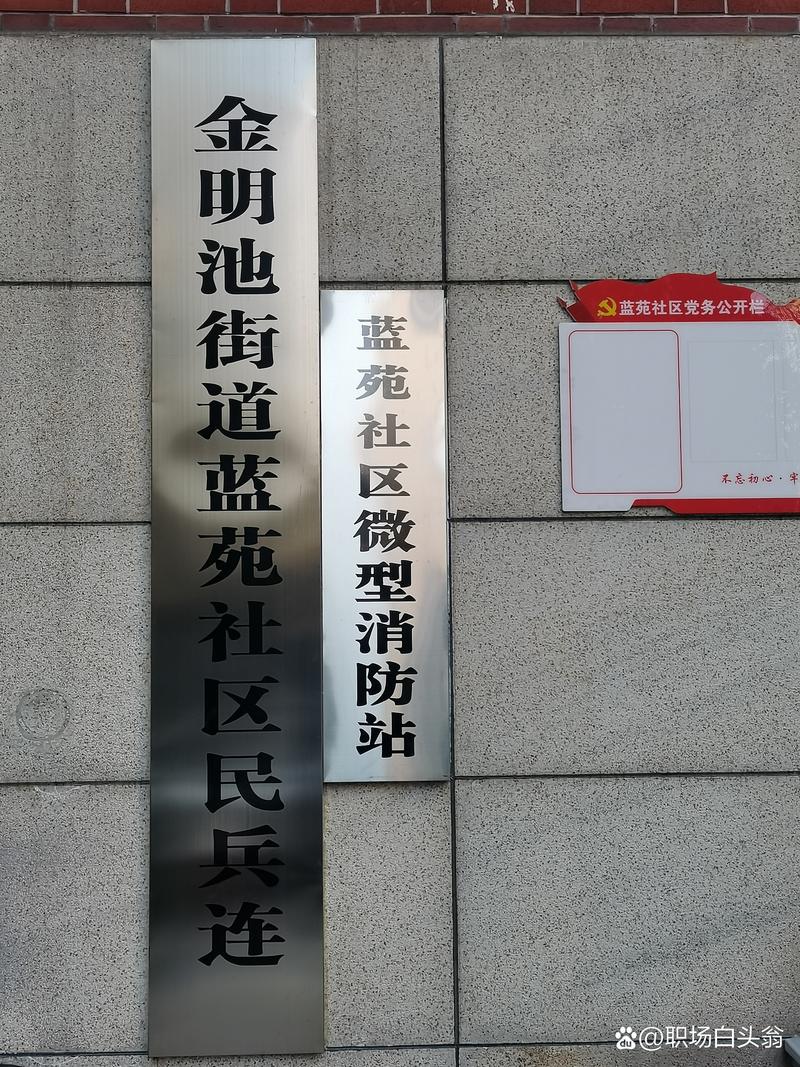 金明池街道蓝苑社区民兵连
蓝苑社区微型消防站
蓝苑社区党务公开栏
不忘初心·牢
du@职场白头翁